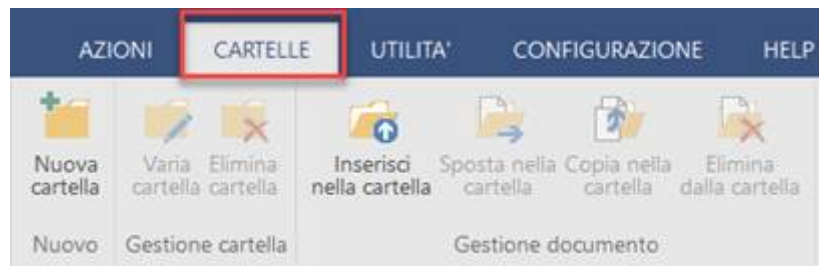 AZIONI CARTELLE UTILITA' CONFIGURAZIONE HELP
Nuova Varia Elimina Inserisci Sposta nella Copia nella Elimina
cartella cartella cartella nella cartella cartella cartella dalla cartella
Nuovo Gestione cartella Gestione documento